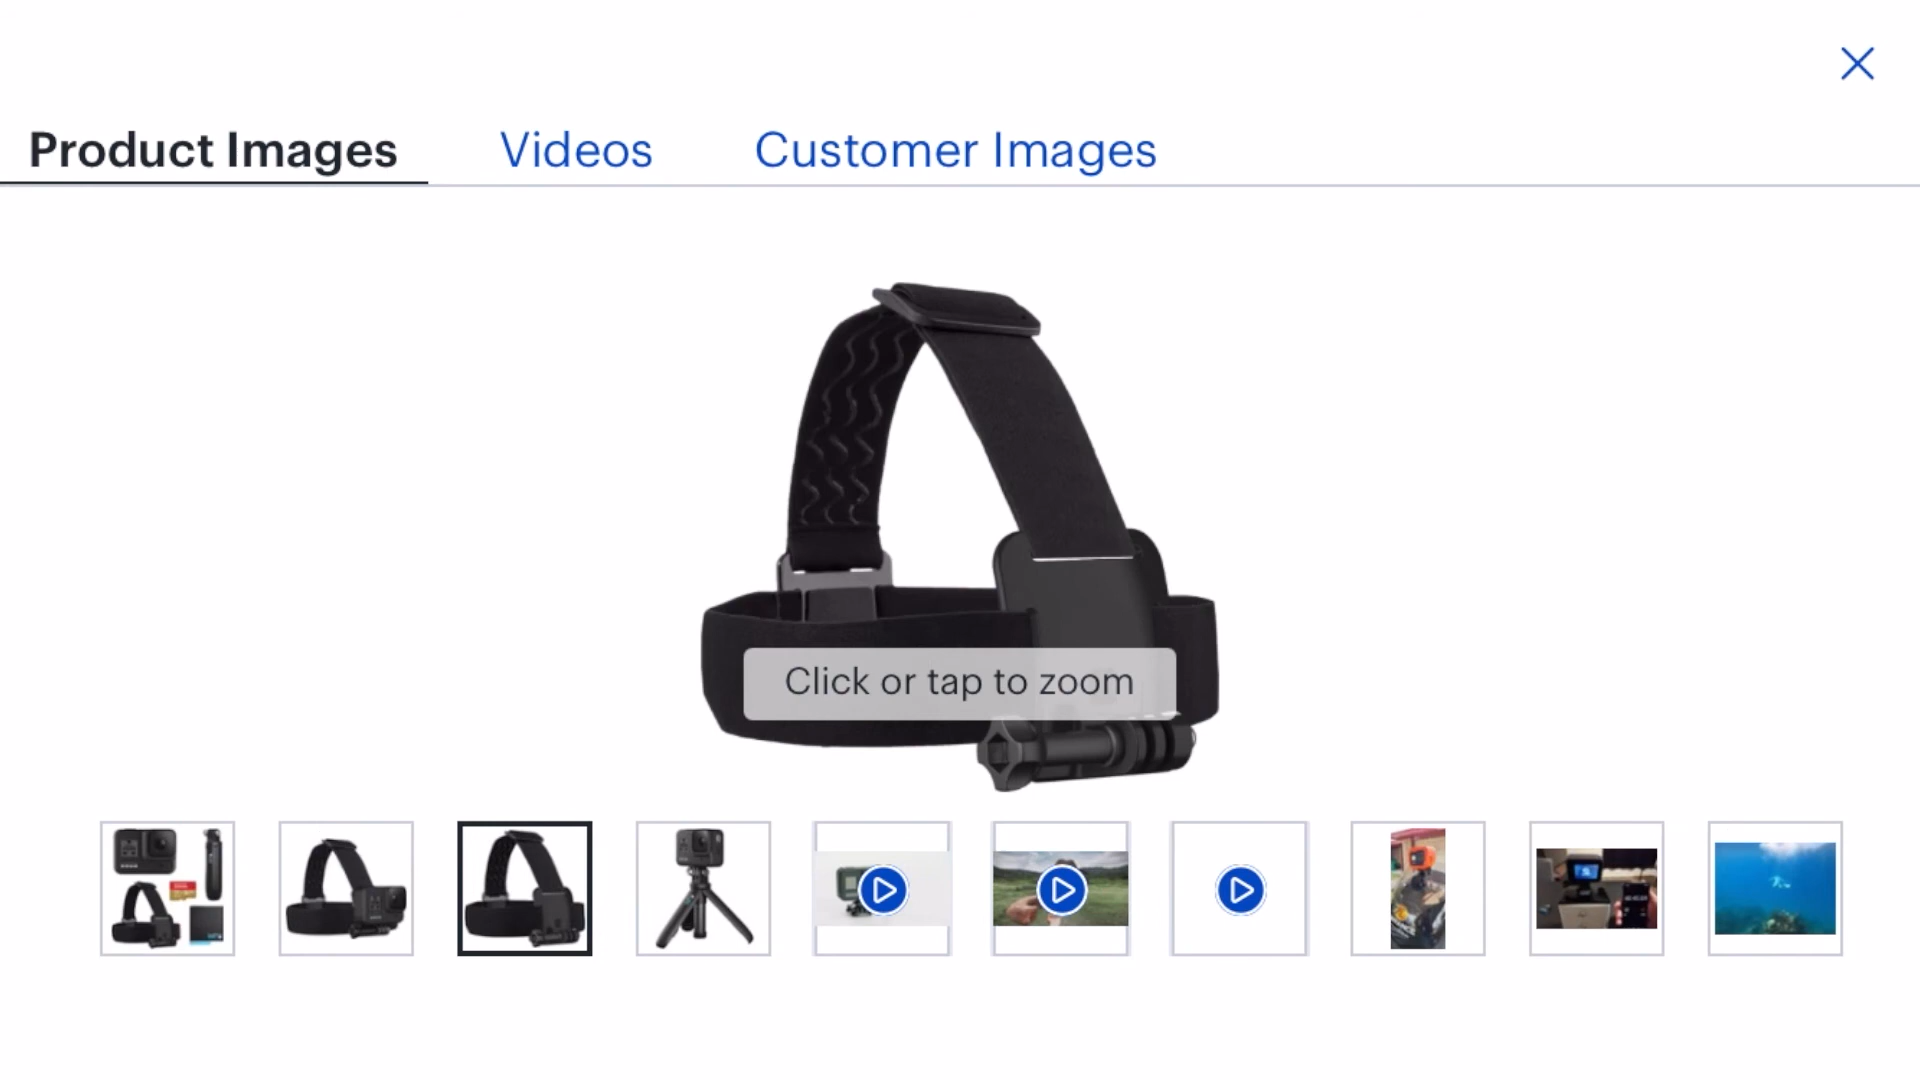 Product Images
Videos
Customer Images
Click or tap to zoom